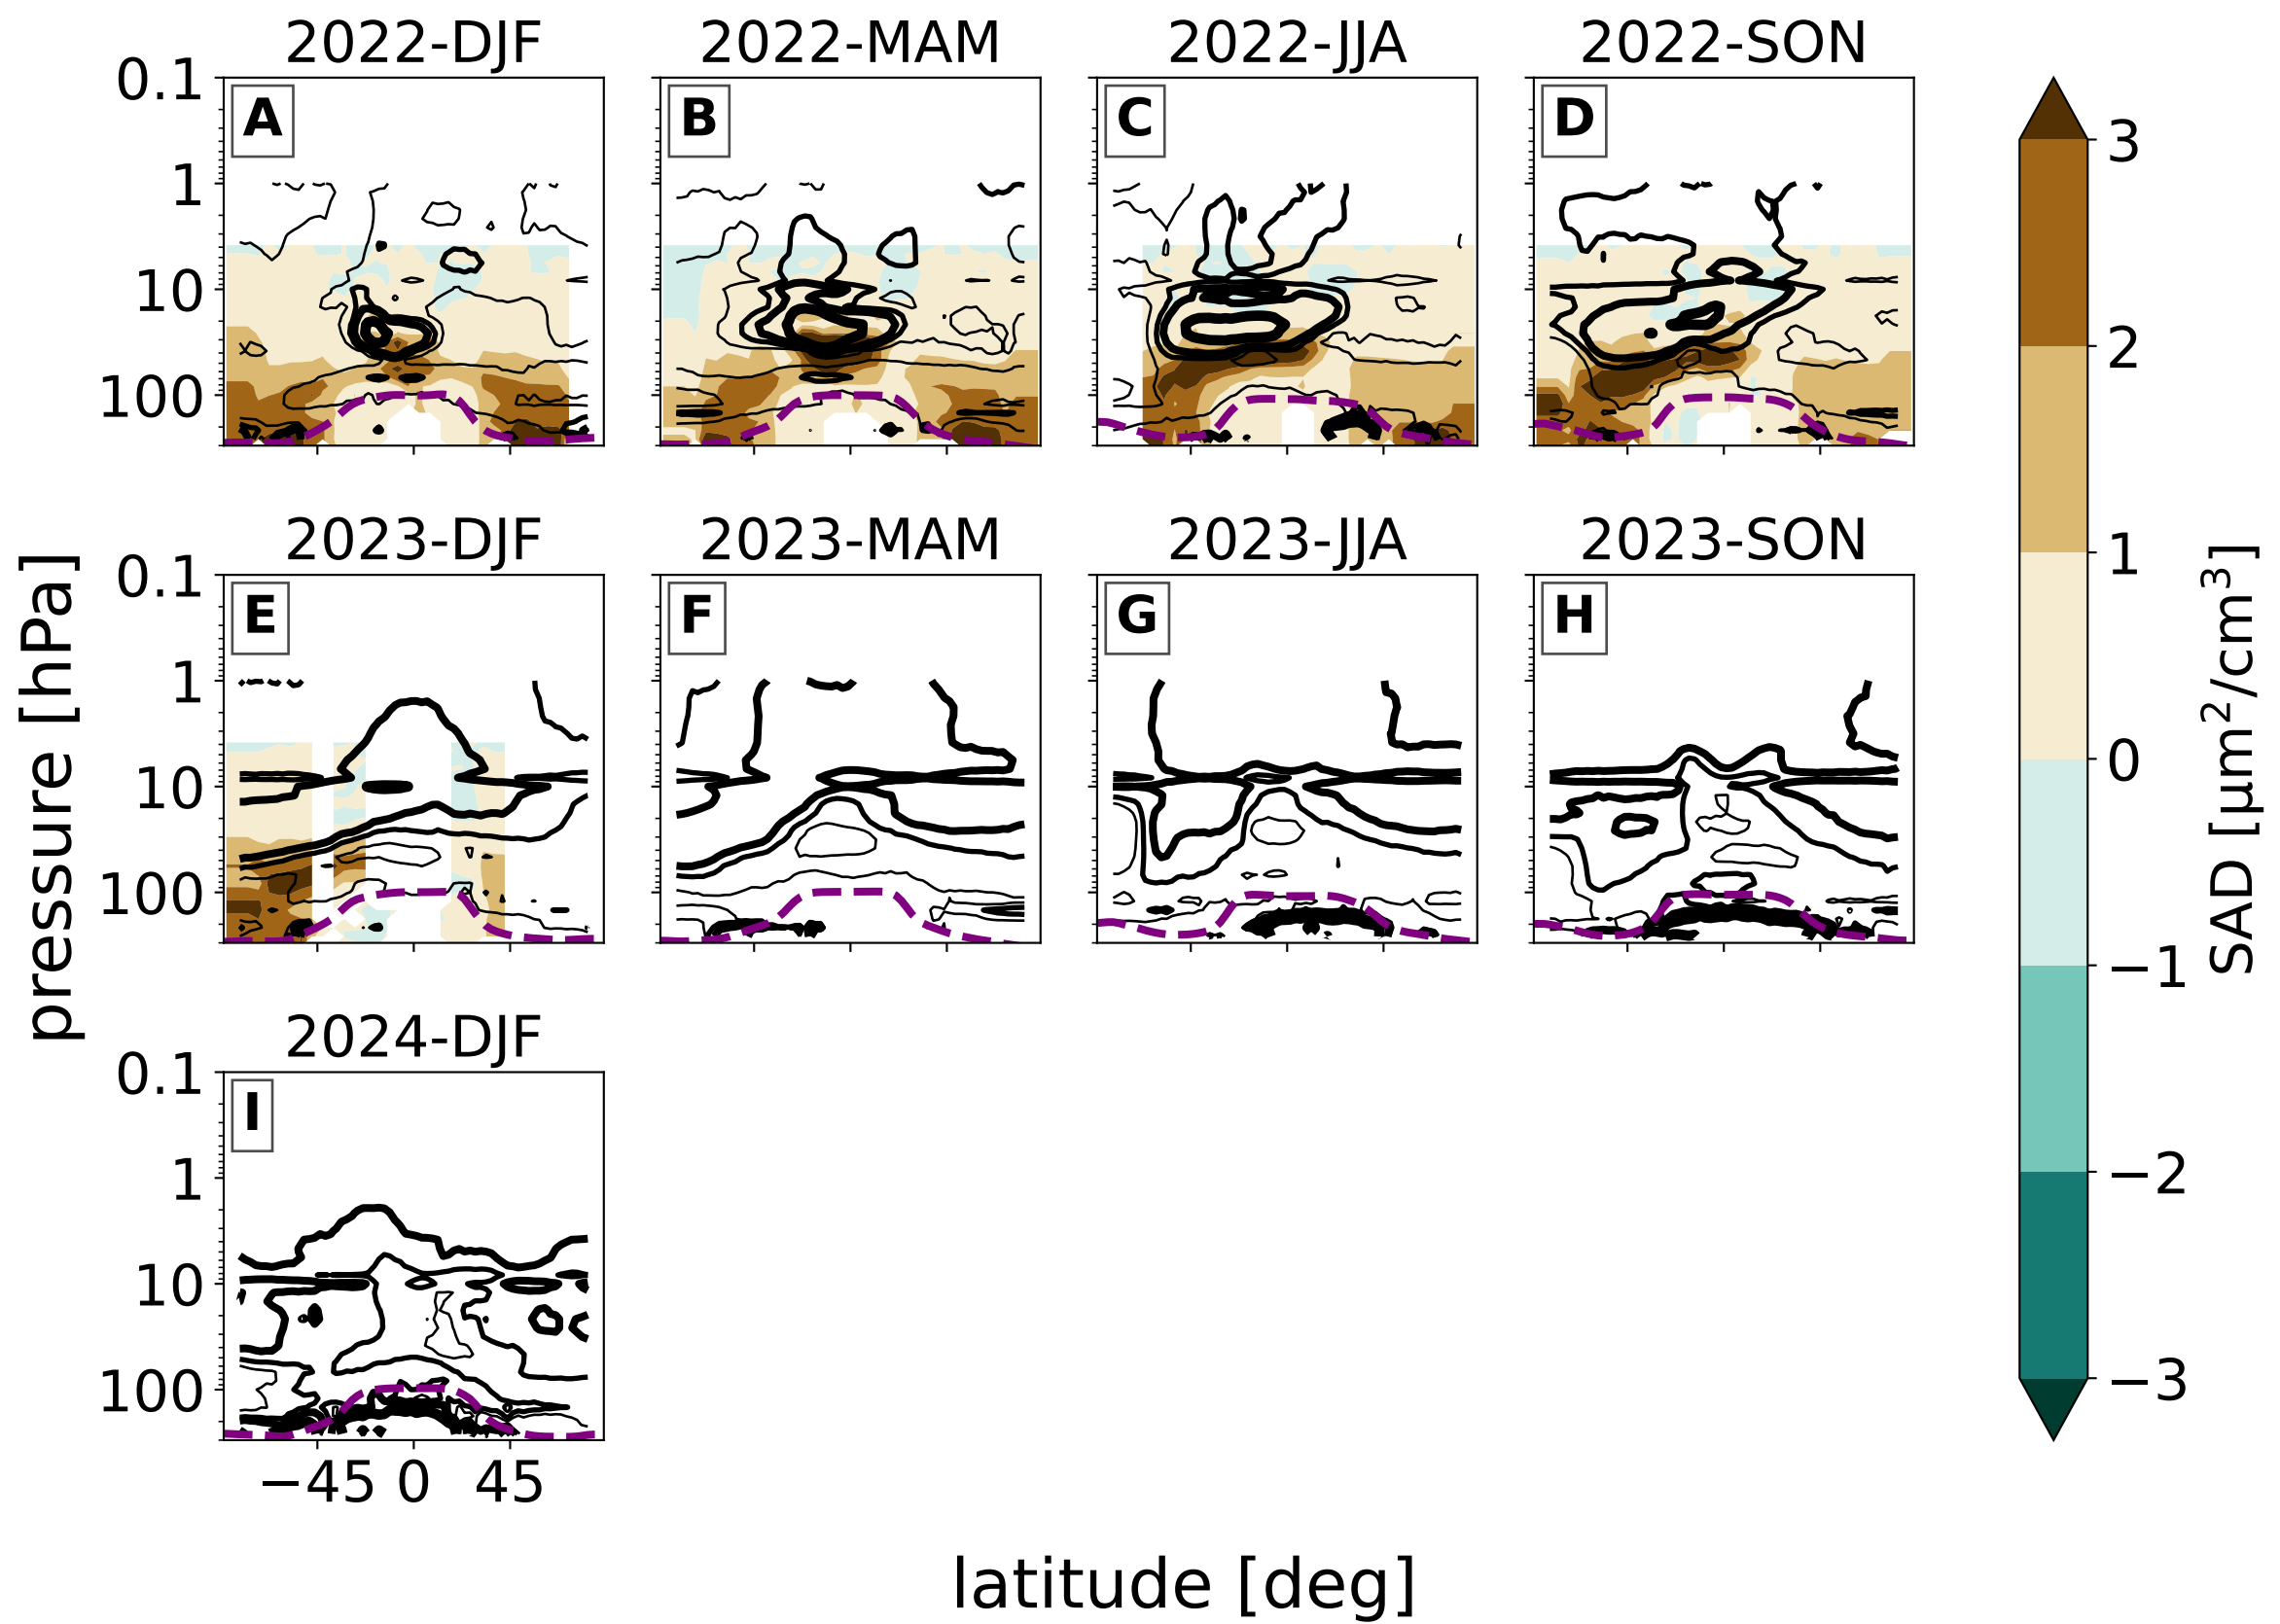 2022-DJF 2022-MAM 2022-JJA 2022-SON
0.1
1
10
100
A
B
C
D
2023-DJF 2023-MAM 2023-JJA 2023-SON
0.1
1
10
100
E
F
G
H
2024-DJF
0.1
1
10
100
I
−45 0 45
pressure [hPa]
latitude [deg]
3
2
1
0
−1
−2
−3
SAD [µm²/cm³]